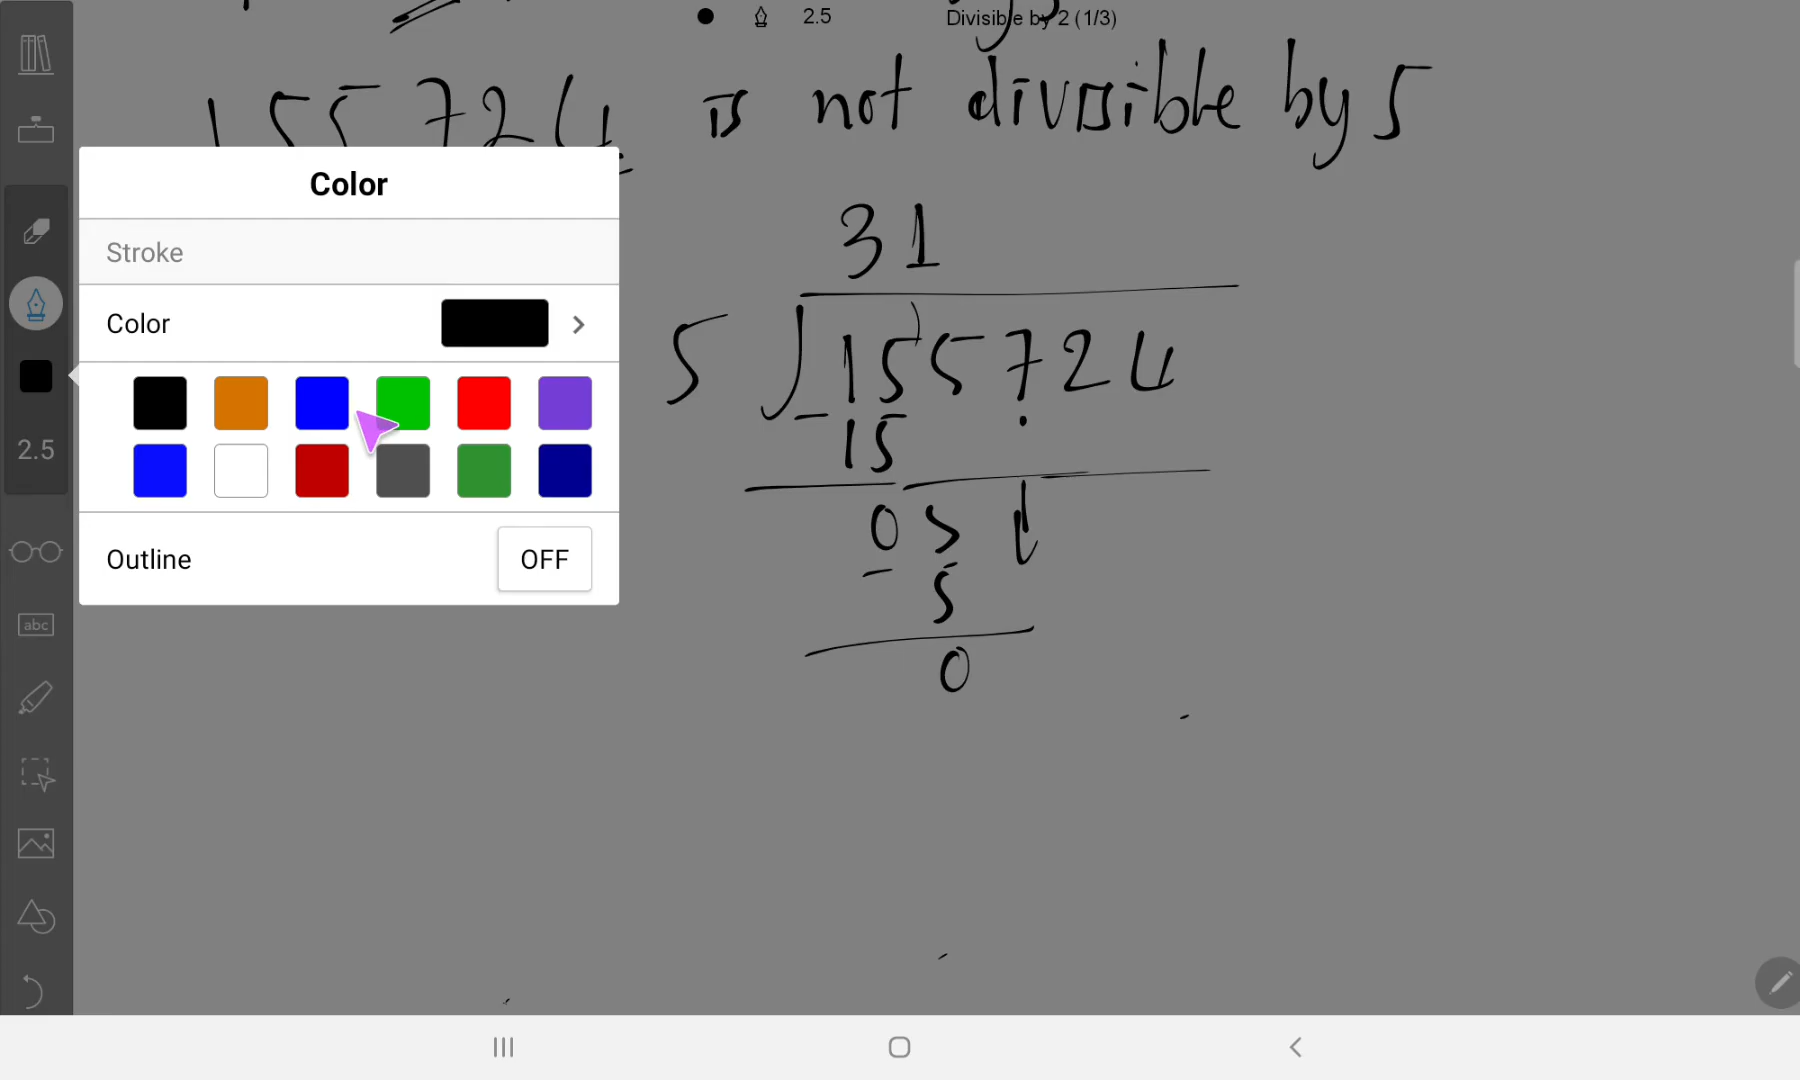 2.5 Divisible by 2 (1/3)
155724 is not divisible by 5
Color
Stroke
Color
2.5
Outline OFF
abc
31
5 155724
- 15
05
- 5
0